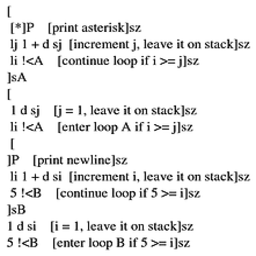 [
[*]P [print asterisk]sz
lj 1 + d sj [increment j, leave it on stack]sz
li !<A [continue loop if i >= j]sz
]sA
[
1 d sj [j = 1, leave it on stack]sz
li !<A [enter loop A if i >= j]sz
[
]P [print newline]sz
li 1 + d si [increment i, leave it on stack]sz
5 !<B [continue loop if 5 >= i]sz
]sB
1 d si [i = 1, leave it on stack]sz
5 !<B [enter loop B if 5 >= i]sz